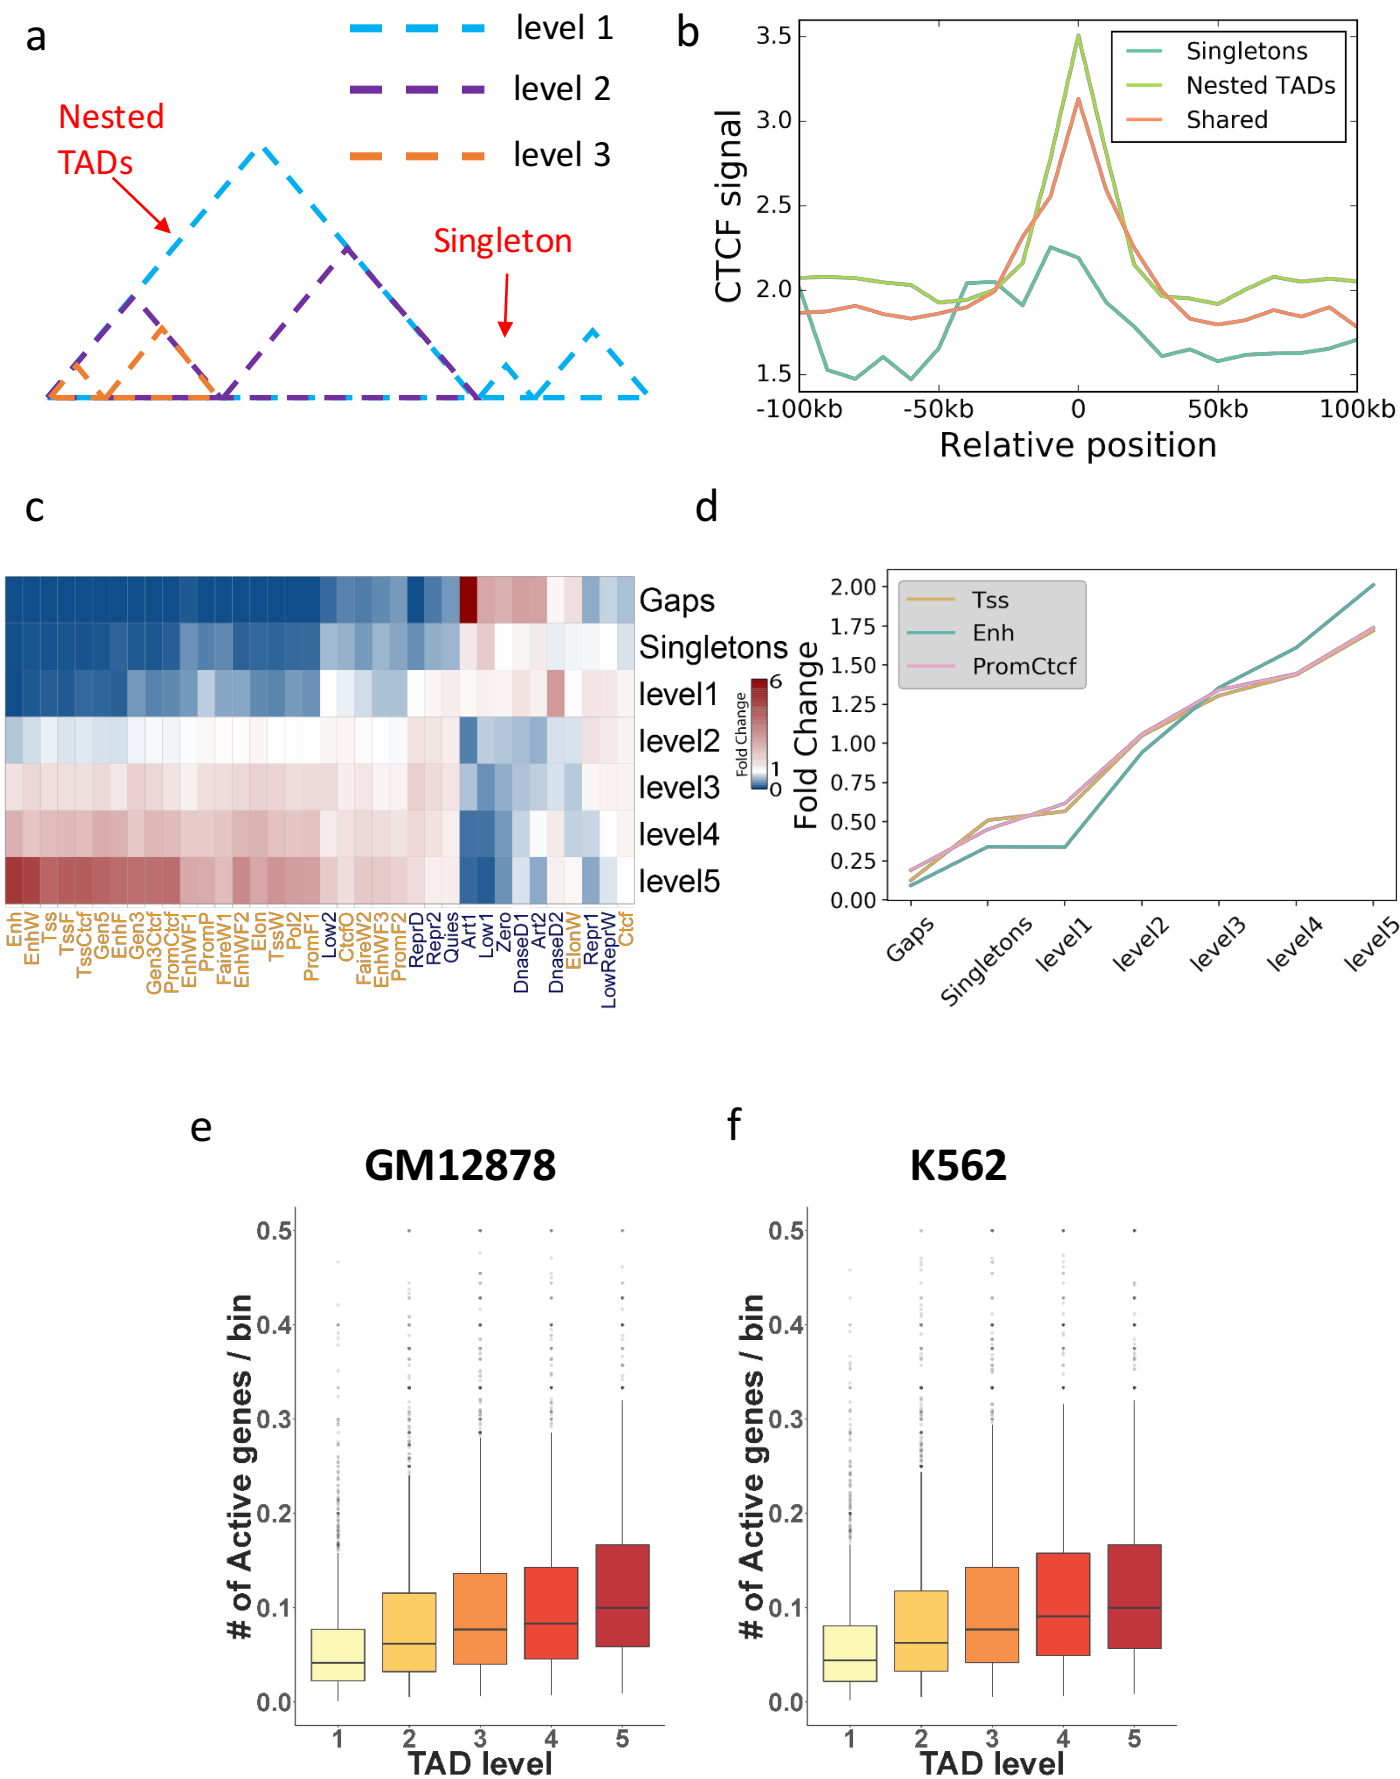 a
level 1
level 2
level 3
Nested
TADs
Singleton
b
3.5
3.0
2.5
2.0
1.5
CTCF signal
Singletons
Nested TADs
Shared
-100kb
-50kb
0
50kb
100kb
Relative position
c
Gaps
Singletons
level1
level2
level3
level4
level5
Fold Change
6
1
0
Enh
EnhW
Tss
TssF
TssCtcf
Gen5
EnhF
Gen3
Gen3Ctcf
PromCtcf
EnhWF1
PromP
FaireW1
EnhWF2
Elon
TssW
Pol2
PromF1
Low2
CtcfO
FaireW2
EnhWF3
PromF2
ReprD
Repr2
Quies
Art1
Low1
Zero
DnaseD1
Art2
DnaseD2
ElonW
Repr1
LowReprW
Ctcf
d
2.00
1.75
1.50
1.25
1.00
0.75
0.50
0.25
0.00
Fold Change
Tss
Enh
PromCtcf
Gaps
Singletons
level1
level2
level3
level4
level5
e
GM12878
0.5
0.4
0.3
0.2
0.1
0.0
# of Active genes / bin
1 2 3 4 5
TAD level
f
K562
0.5
0.4
0.3
0.2
0.1
0.0
# of Active genes / bin
1 2 3 4 5
TAD level